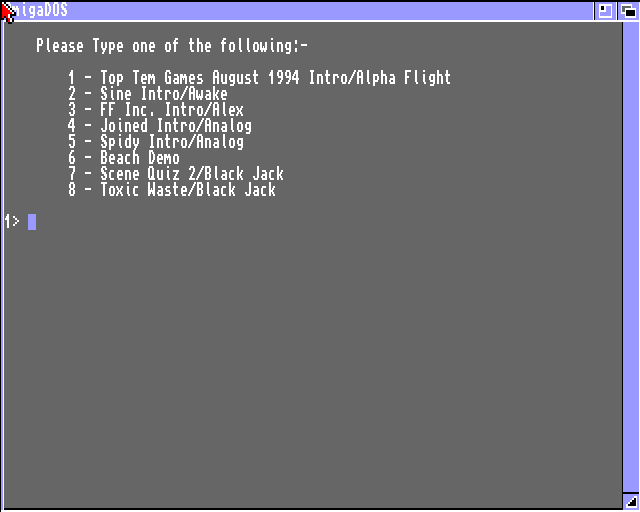 AmigaDOS
Please Type one of the following:-
1 - Top Tem Games August 1994 Intro/Alpha Flight
2 - Sine Intro/Awake
3 - FF Inc. Intro/Alex
4 - Joined Intro/Analog
5 - Spidy Intro/Analog
6 - Beach Demo
7 - Scene Quiz 2/Black Jack
8 - Toxic Waste/Black Jack
1>